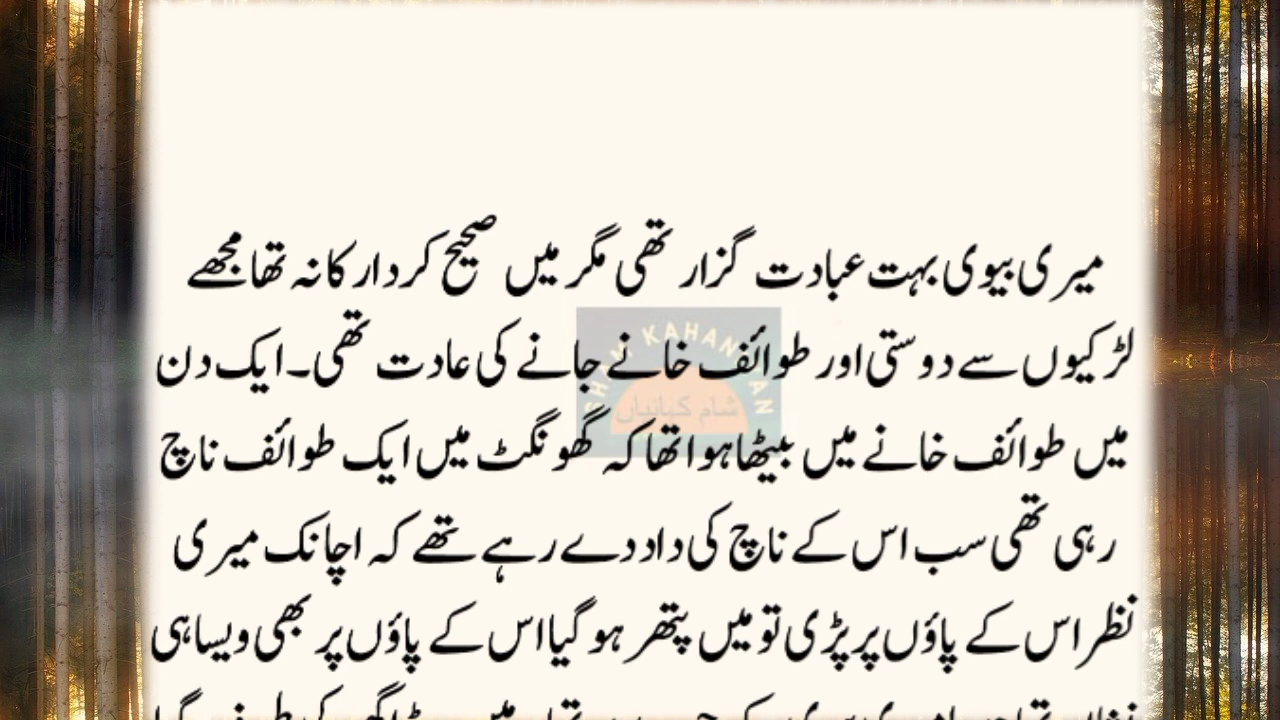 میری بیوی بہت عبادت گزار تھی مگر میں صحیح کردار کا نہ تھا مجھے
لڑکیوں سے دوستی اور طوائف خانے جانے کی عادت تھی۔ ایک دن
میں طوائف خانے میں بیٹھا ہوا تھا کہ گھونگٹ میں ایک طوائف ناچ
رہی تھی سب اس کے ناچ کی داد دے رہے تھے کہ اچانک میری
نظر اس کے پاؤں پر پڑی تو میں پتھر ہو گیا اس کے پاؤں پر بھی ویسا ہی
KAHANI
شام کہانیاں